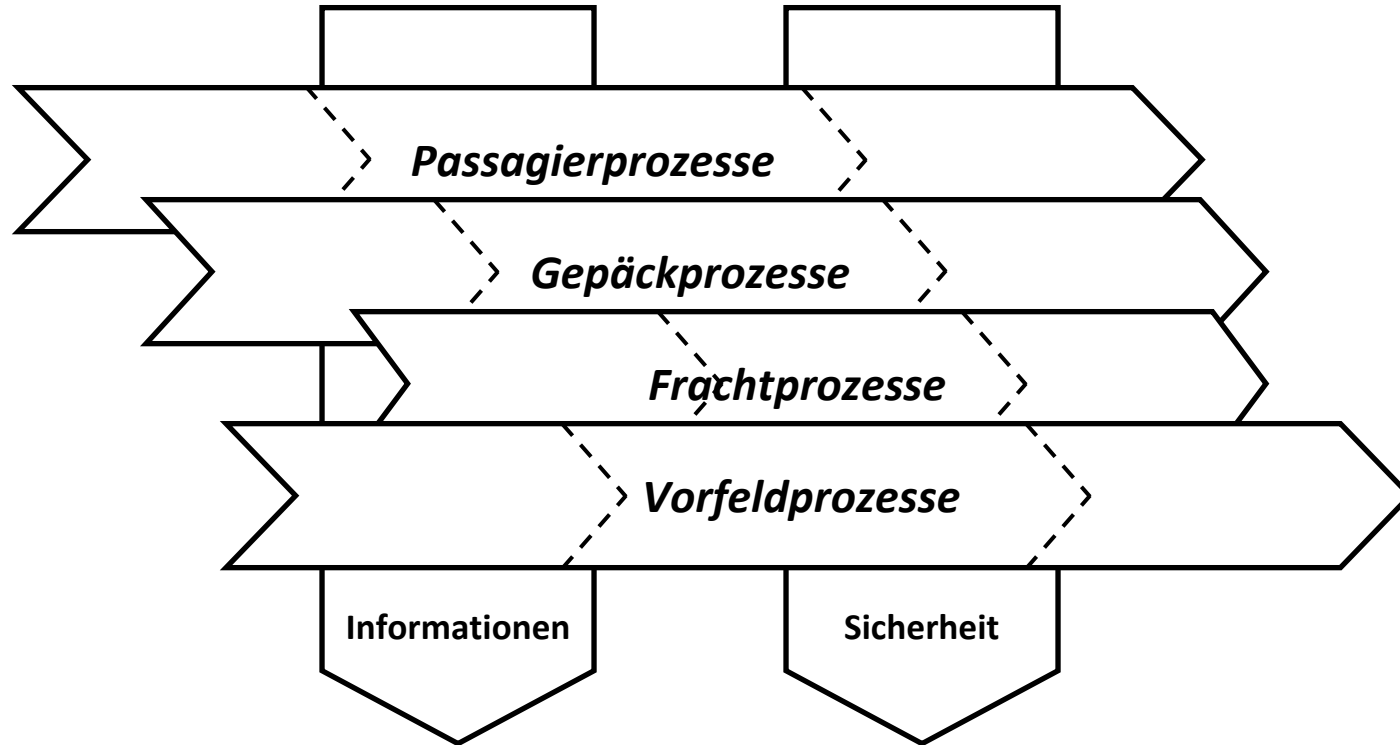 Passagierprozesse
Gepäckprozesse
Frachtprozesse
Vorfeldprozesse
Informationen
Sicherheit